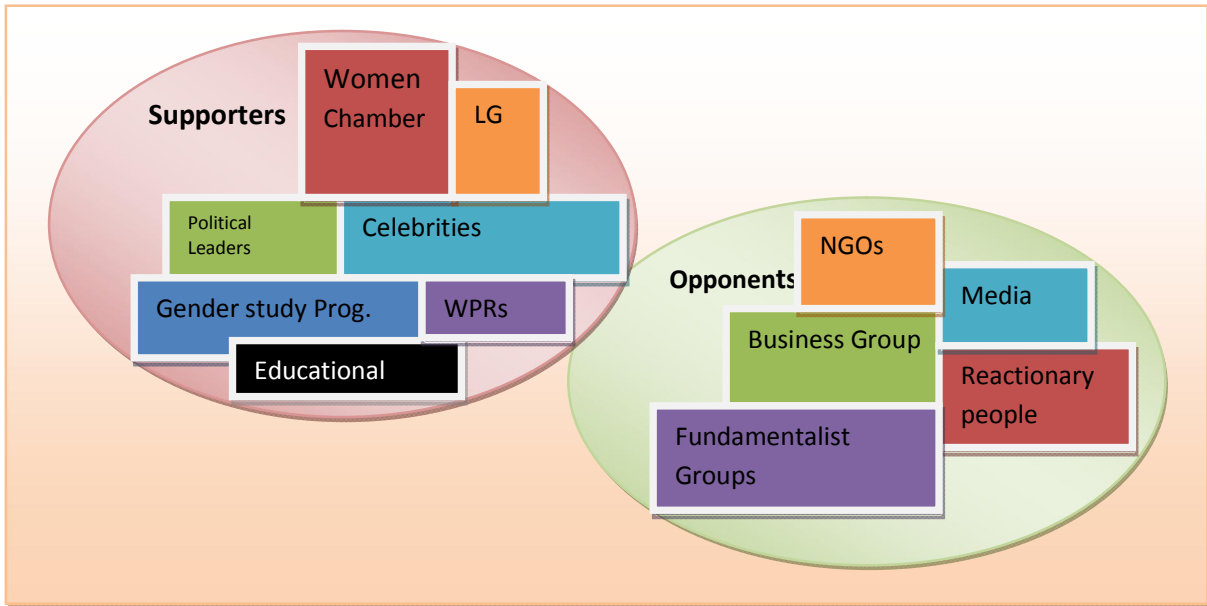 Supporters
Women
Chamber
LG
Political
Leaders
Celebrities
Gender study Prog.
WPRs
Educational
Opponents
NGOs
Media
Business Group
Reactionary
people
Fundamentalist
Groups